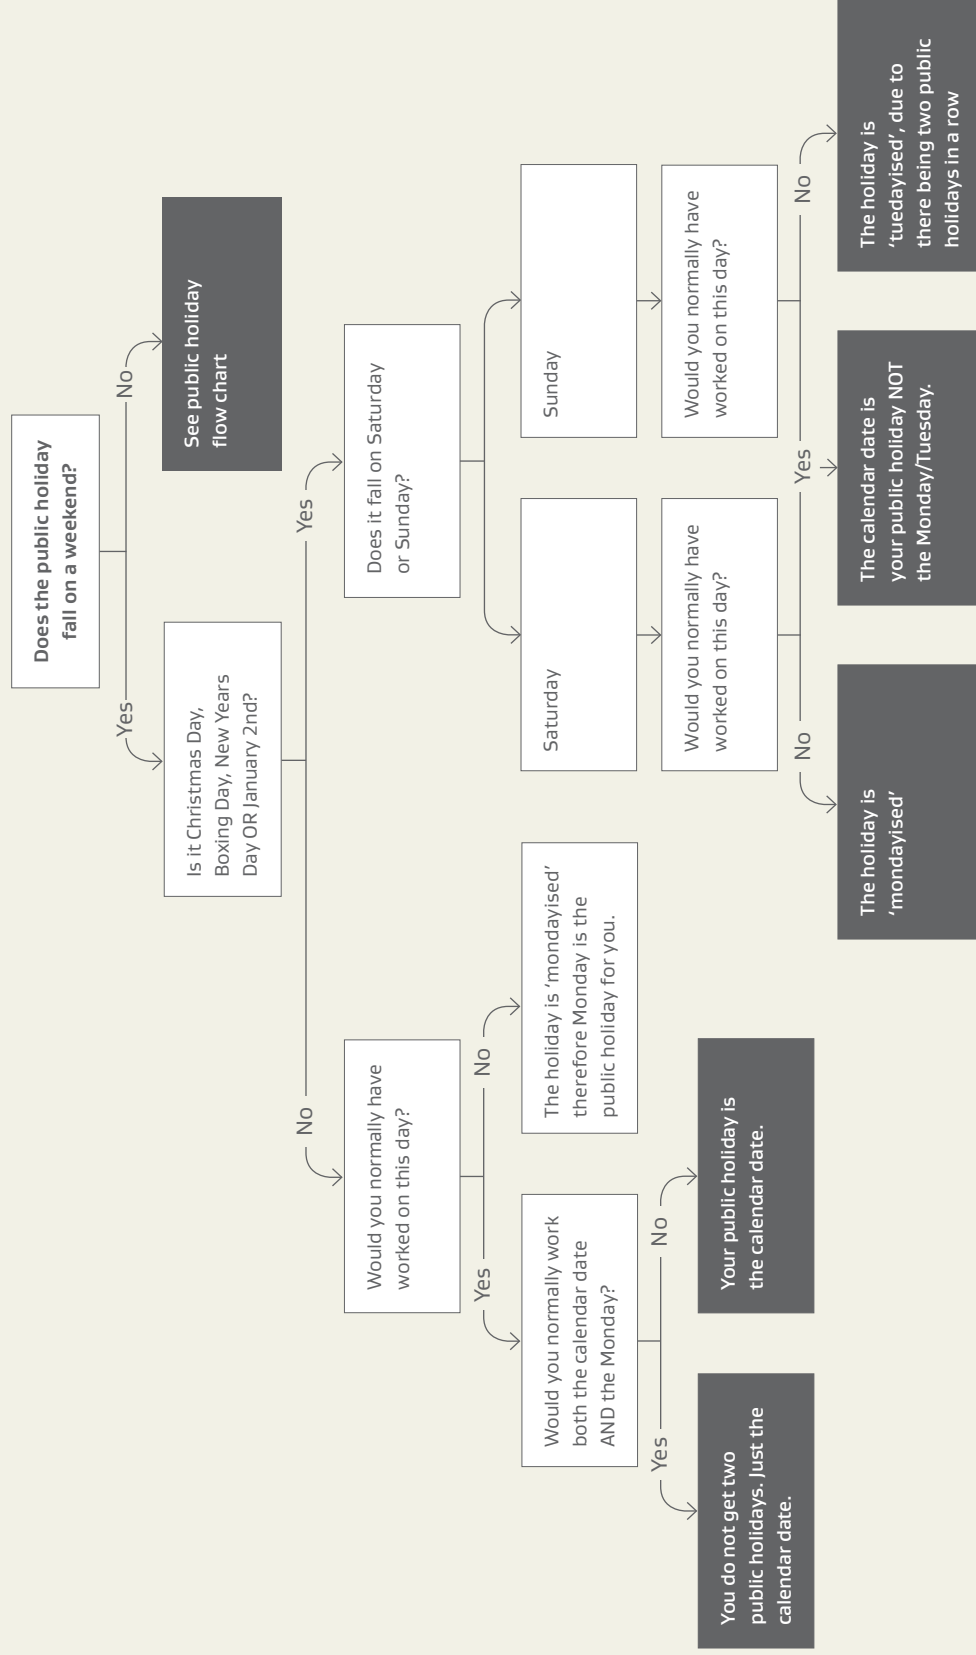 Does the public holiday
fall on a weekend?
Yes
No
Is it Christmas Day,
Boxing Day, New Years
Day OR January 2nd?
See public holiday
flow chart
No
Yes
Would you normally have
worked on this day?
Does it fall on Saturday
or Sunday?
Yes
No
Would you normally work
both the calendar date
AND the Monday?
The holiday is ‘mondayised’
therefore Monday is the
public holiday for you.
Saturday
Sunday
Yes
No
Would you normally have
worked on this day?
Would you normally have
worked on this day?
You do not get two
public holidays. Just the
calendar date.
Your public holiday is
the calendar date.
No
Yes
No
The holiday is
‘mondayised’
The calendar date is
your public holiday NOT
the Monday/Tuesday.
The holiday is
‘tuedayised’, due to
there being two public
holidays in a row